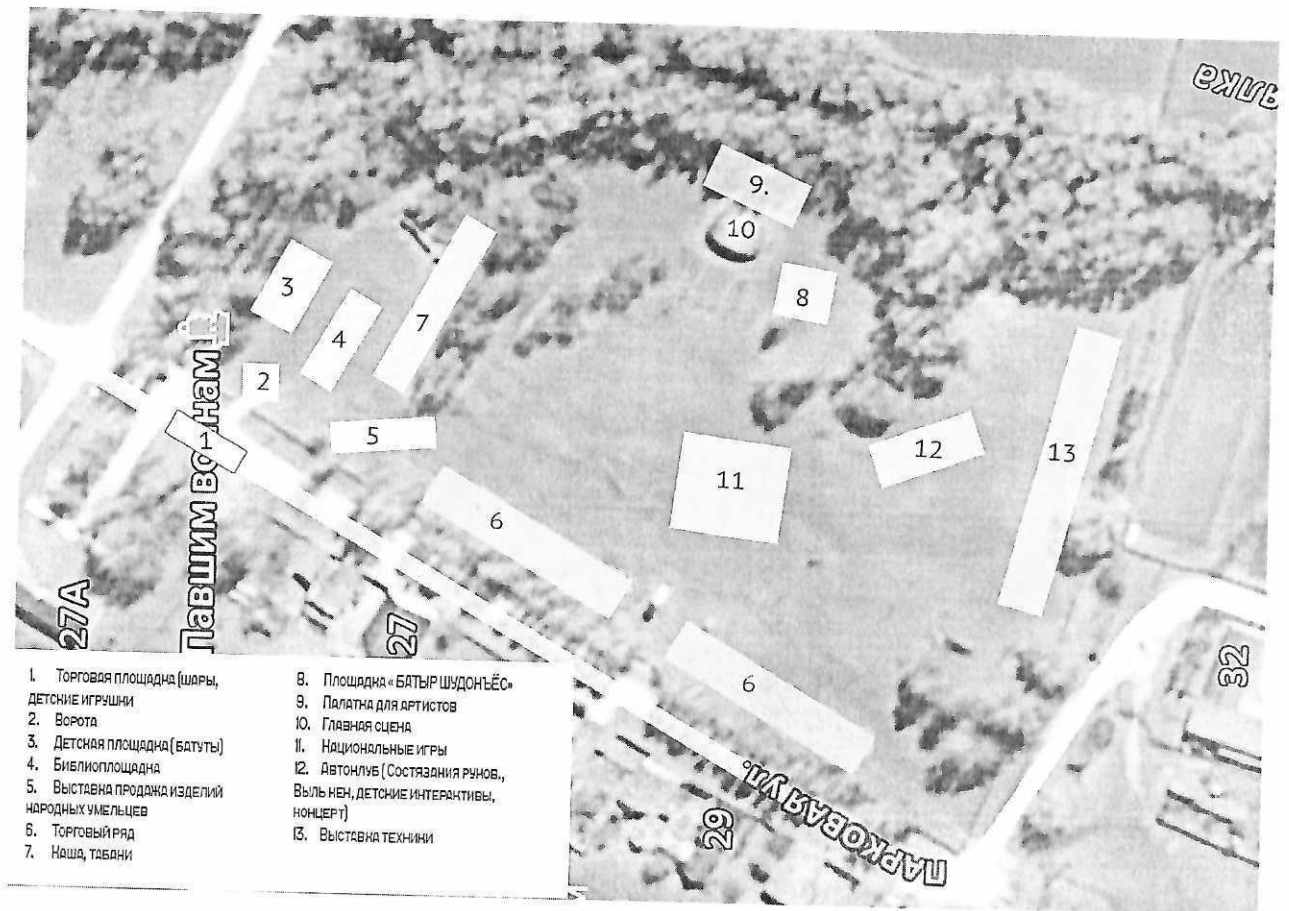 алка
9.
10
3
8
7
4
2
1
5
12
13
11
6
6
Павшим воинам
27А
27
32
29
ПАРКОВАЯ ул.
1. Торговая площадка (шары,
детские игрушки
2. Ворота
3. Детская площадка (батуты)
4. Библиоплощадка
5. Выставка продажа изделий
народных умельцев
6. Торговый ряд
7. Каша, табани
8. Площадка «БАТЫР ШУДОНЪЁС»
9. Палатка для артистов
10. Главная сцена
11. Национальные игры
12. Автоклуб (Состязания руков.,
Выль кен, детские интерактивы,
концерт)
13. Выставка техники